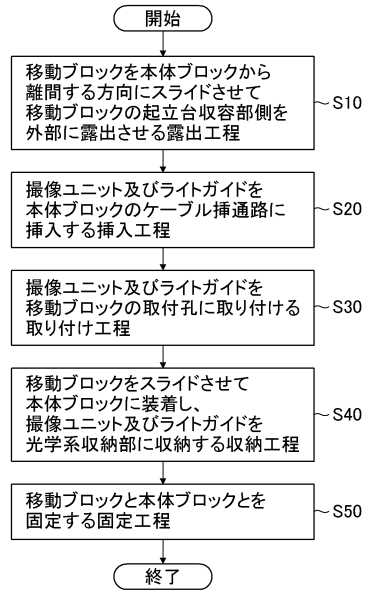 開始
移動ブロックを本体ブロックから
離間する方向にスライドさせて
移動ブロックの起立台収容部側を
外部に露出させる露出工程
S10
撮像ユニット及びライトガイドを
本体ブロックのケーブル挿通路に
挿入する挿入工程
S20
撮像ユニット及びライトガイドを
移動ブロックの取付孔に取り付ける
取り付け工程
S30
移動ブロックをスライドさせて
本体ブロックに装着し、
撮像ユニット及びライトガイドを
光学系収納部に収納する収納工程
S40
移動ブロックと本体ブロックとを
固定する固定工程
S50
終了